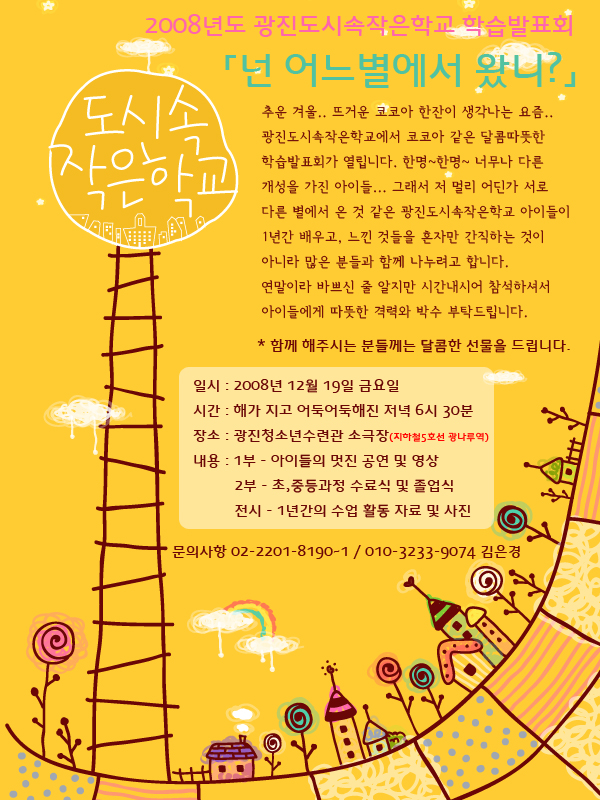 2008년도 광진도시속작은학교 학습발표회
「넌 어느별에서 왔니?」
도시속
작은학교
추운 겨울.. 뜨거운 코코아 한잔이 생각나는 요즘..
광진도시속작은학교에서 코코아 같은 달콤따뜻한
학습발표회가 열립니다. 한명~한명~ 너무나 다른
개성을 가진 아이들... 그래서 저 멀리 어딘가 서로
다른 별에서 온 것 같은 광진도시속작은학교 아이들이
1년간 배우고, 느낀 것들을 혼자만 간직하는 것이
아니라 많은 분들과 함께 나누려고 합니다.
연말이라 바쁘신 줄 알지만 시간내시어 참석하셔서
아이들에게 따뜻한 격력와 박수 부탁드립니다.
* 함께 해주시는 분들께는 달콤한 선물을 드립니다.
일시 : 2008년 12월 19일 금요일
시간 : 해가 지고 어둑어둑해진 저녁 6시 30분
장소 : 광진청소년수련관 소극장(지하철5호선 광나루역)
내용 : 1부 - 아이들의 멋진 공연 및 영상
2부 - 초,중등과정 수료식 및 졸업식
전시 - 1년간의 수업 활동 자료 및 사진
문의사항 02-2201-8190~1 / 010-3233-9074 김은경